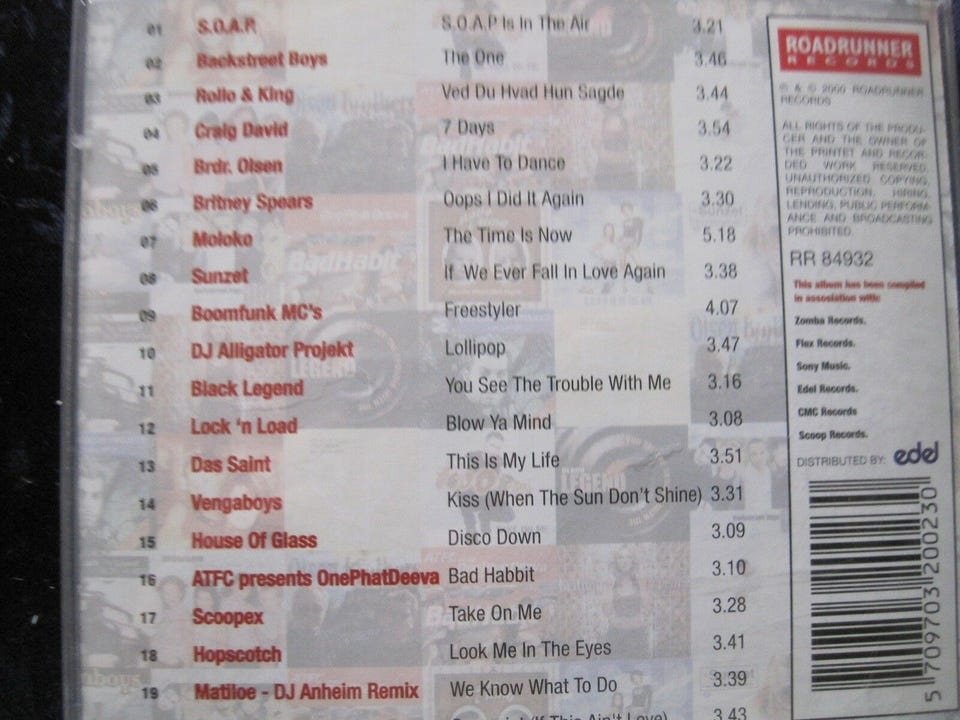 01 S.O.A.P. S.O.A.P. Is In The Air 3.21
02 Backstreet Boys The One 3.46
03 Rollo & King Ved Du Hvad Hun Sagde 3.44
04 Craig David 7 Days 3.54
05 Brdr. Olsen I Have To Dance 3.22
06 Britney Spears Oops I Did It Again 3.30
07 Moloko The Time Is Now 5.18
08 Sunzet If We Ever Fall In Love Again 3.38
09 Boomfunk MC's Freestyler 4.07
10 DJ Alligator Projekt Lollipop 3.47
11 Black Legend You See The Trouble With Me 3.16
12 Lock 'n Load Blow Ya Mind 3.08
13 Das Saint This Is My Life 3.51
14 Vengaboys Kiss (When The Sun Don't Shine) 3.31
15 House Of Glass Disco Down 3.09
16 ATFC presents OnePhatDeeva Bad Habbit 3.10
17 Scoopex Take On Me 3.28
18 Hopscotch Look Me In The Eyes 3.41
19 Matiloe - DJ Anheim Remix We Know What To Do 3.39
(If This Ain't Love) 3.43
ROADRUNNER
RECORDS
℗ & © 2000 ROADRUNNER
RECORDS
ALL RIGHTS OF THE PRODU-
CER AND THE OWNER OF
THE PRINTET AND RECOR-
DED WORK RESERVED.
UNAUTHORIZED COPYING,
REPRODUCTION, HIRING,
LENDING, PUBLIC PERFORM-
ANCE AND BROADCASTING
PROHIBITED.
RR 84932
This album has been compiled
in assosiation with:
Zomba Records.
Flex Records.
Sony Music.
Edel Records.
CMC Records
Scoop Records.
DISTRIBUTED BY: edel
5 709703 200230